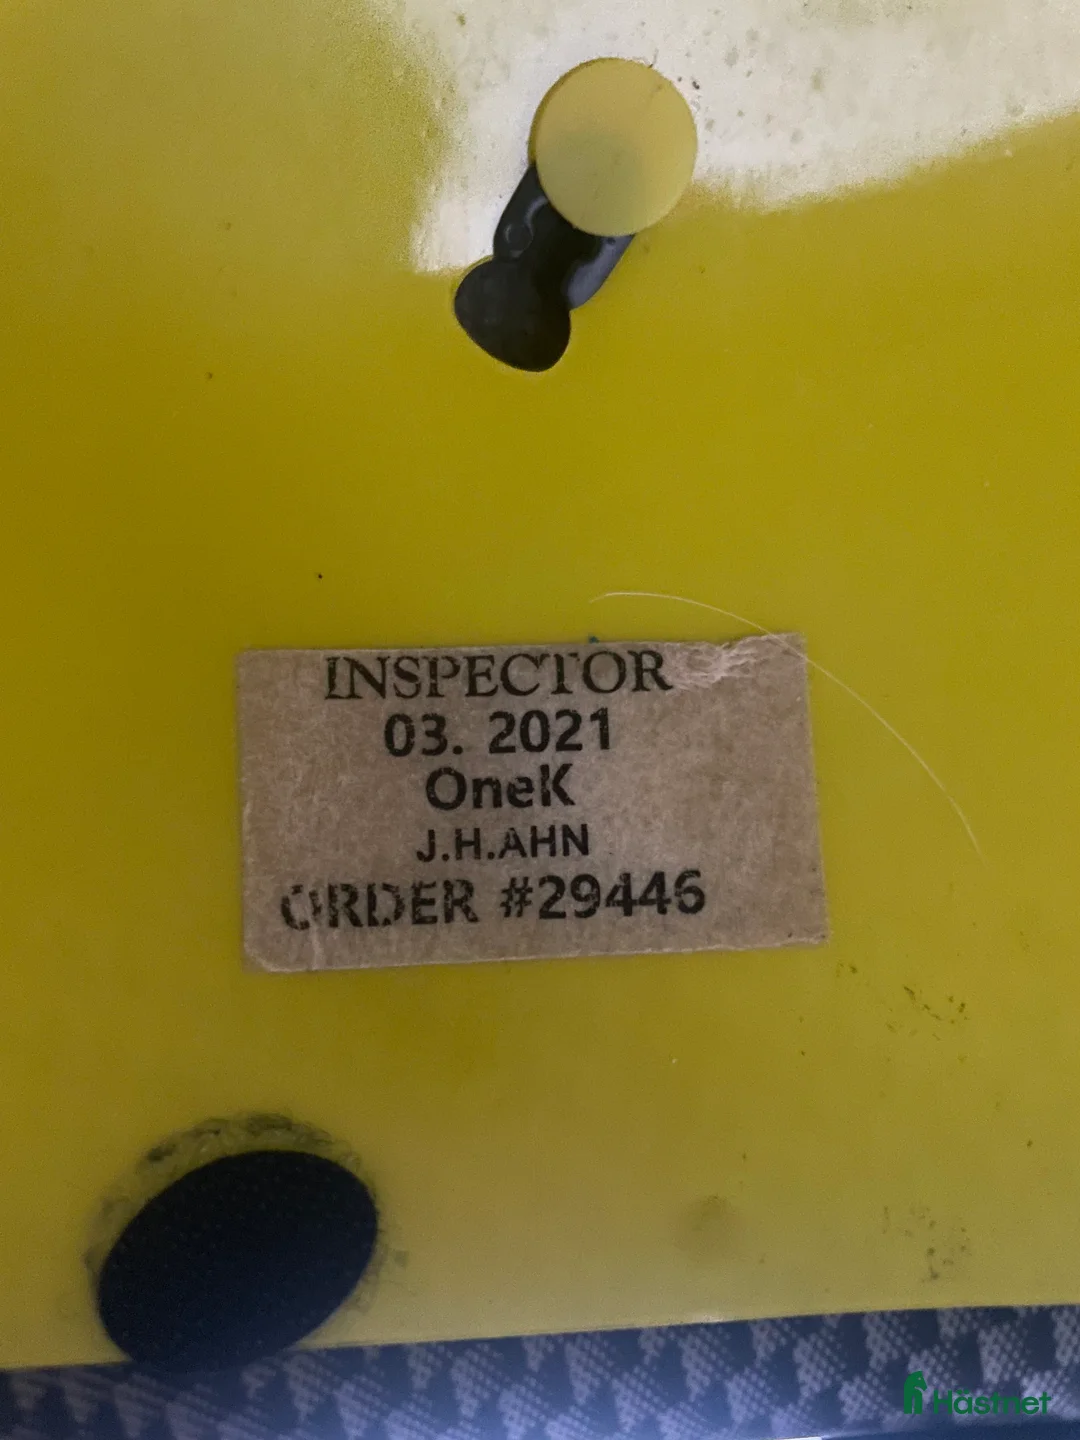 INSPECTOR
03. 2021
OneK
J.H.AHN
ORDER #29446
Hästnet